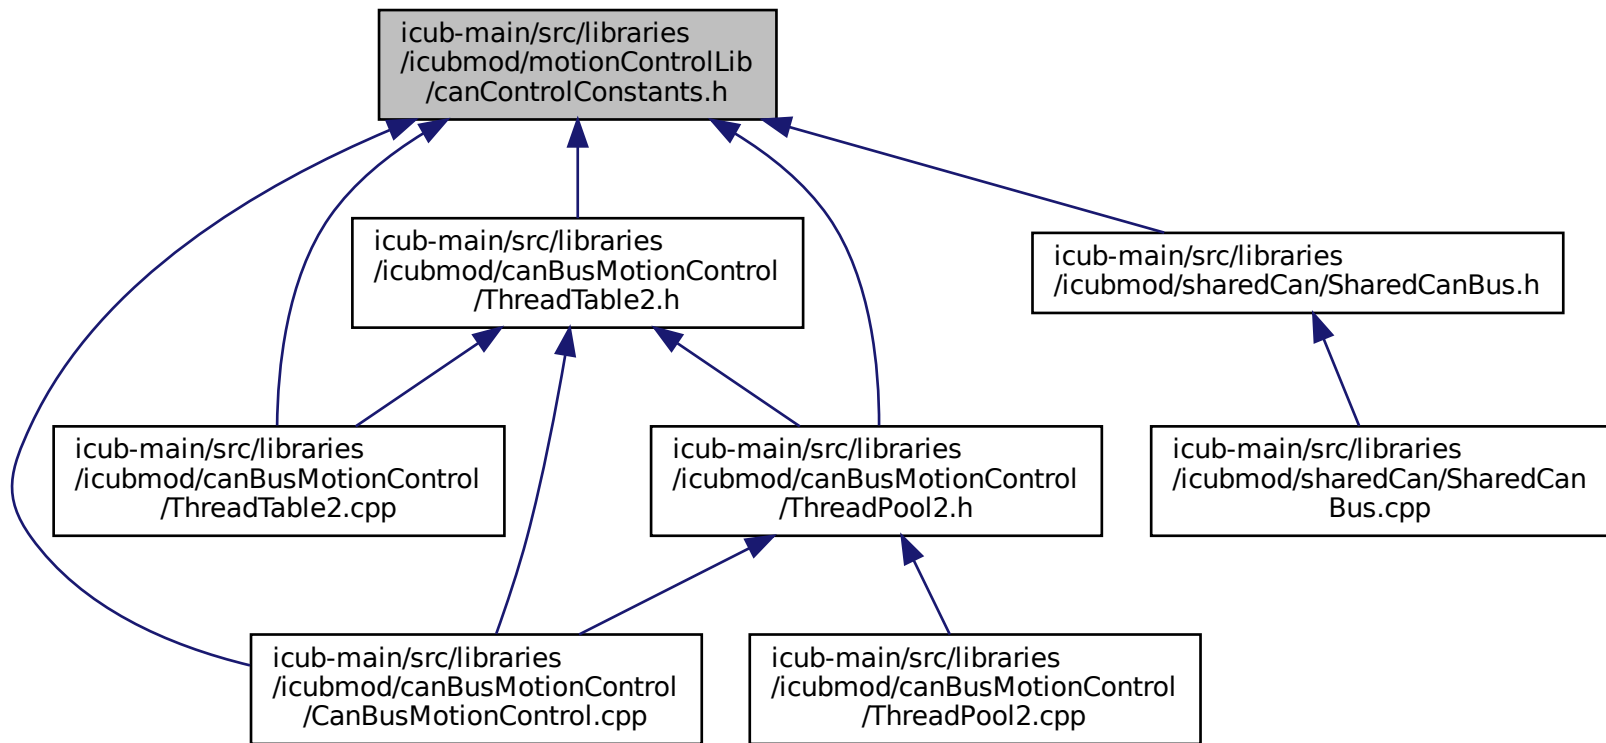 icub-main/src/libraries
/icubmod/motionControlLib
/canControlConstants.h
icub-main/src/libraries
/icubmod/canBusMotionControl
/ThreadTable2.h
icub-main/src/libraries
/icubmod/sharedCan/SharedCanBus.h
icub-main/src/libraries
/icubmod/canBusMotionControl
/ThreadTable2.cpp
icub-main/src/libraries
/icubmod/canBusMotionControl
/ThreadPool2.h
icub-main/src/libraries
/icubmod/sharedCan/SharedCan
Bus.cpp
icub-main/src/libraries
/icubmod/canBusMotionControl
/CanBusMotionControl.cpp
icub-main/src/libraries
/icubmod/canBusMotionControl
/ThreadPool2.cpp